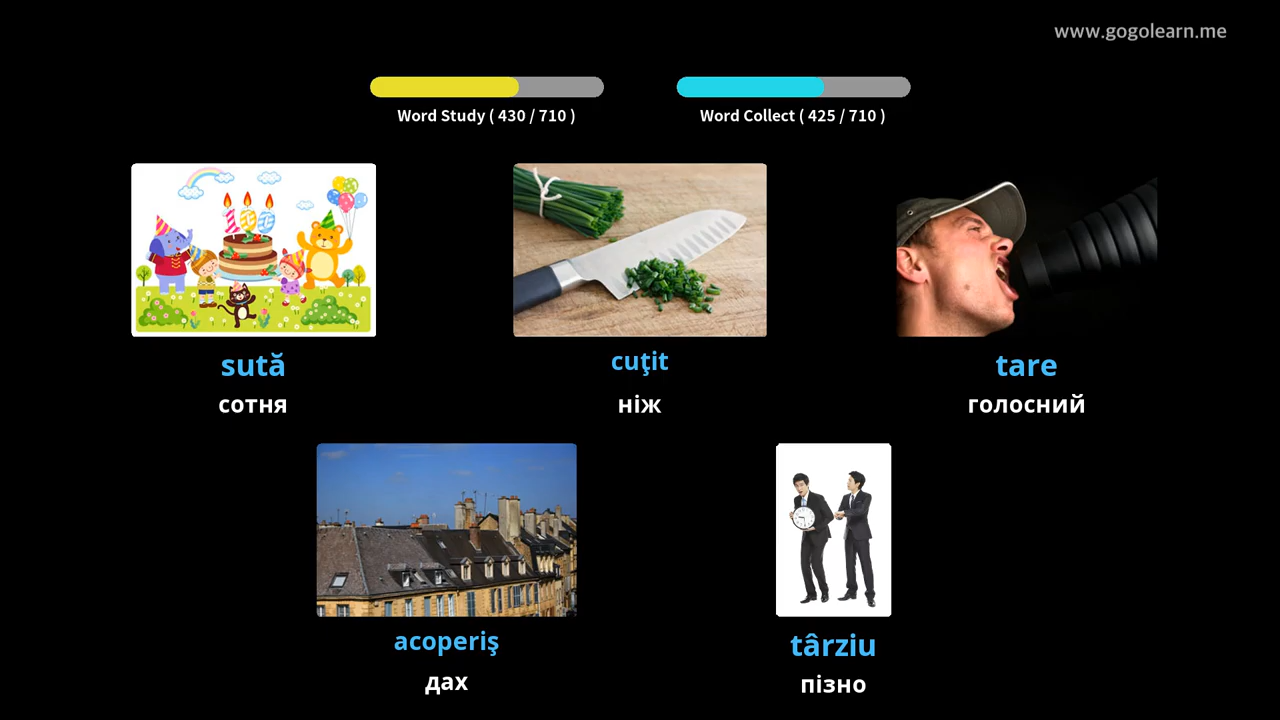 www.gogolearn.me
Word Study ( 430 / 710 )
Word Collect ( 425 / 710 )
100
sută
cuţit
tare
сотня
ніж
голосний
acoperiş
târziu
дах
пізно